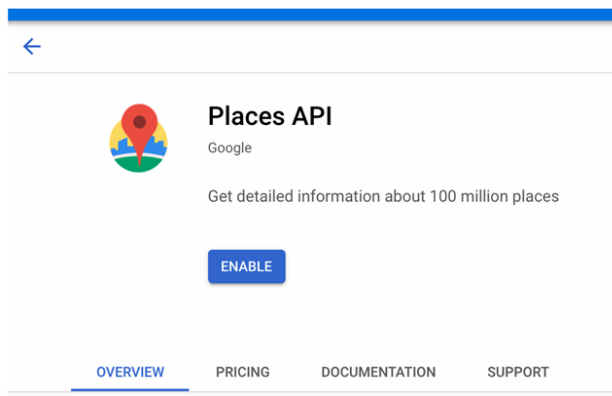 Places API
Google
Get detailed information about 100 million places
ENABLE
OVERVIEW PRICING DOCUMENTATION SUPPORT